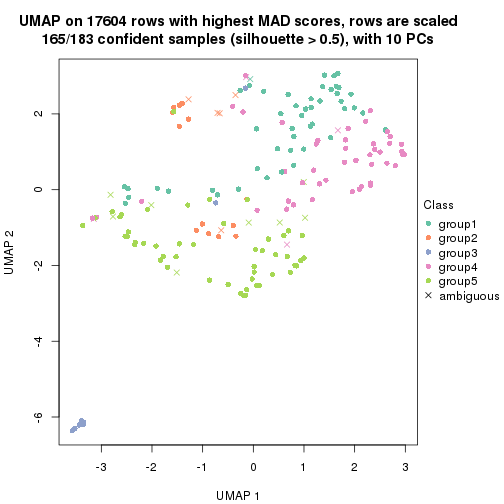 UMAP on 17604 rows with highest MAD scores, rows are scaled
165/183 confident samples (silhouette > 0.5), with 10 PCs
UMAP 2
2
0
-2
-4
-6
-3
-2
-1
0
1
2
3
UMAP 1
Class
group1
group2
group3
group4
group5
ambiguous